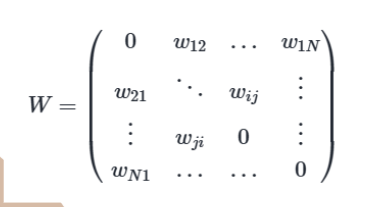 0 w₁₂ … w₁N
w₂₁ ⋱ wᵢⱼ ⋮
W =
⋮ wⱼᵢ 0 ⋮
wN₁ … … 0